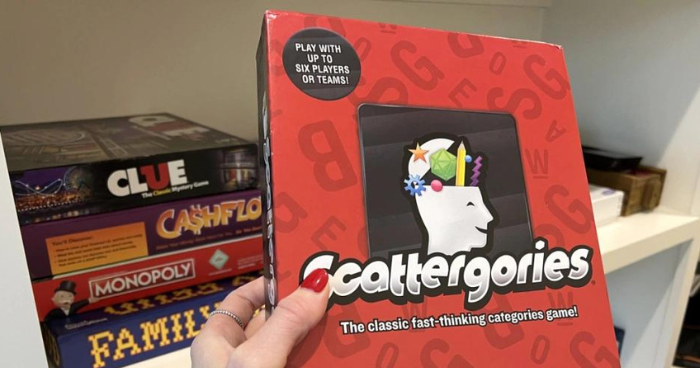 PLAY WITH
UP TO
SIX PLAYERS
OR TEAMS!
Scattergories
The classic fast-thinking categories game!
CLUE
The Classic Mystery Game
CASHFLO
MONOPOLY
FAMILY